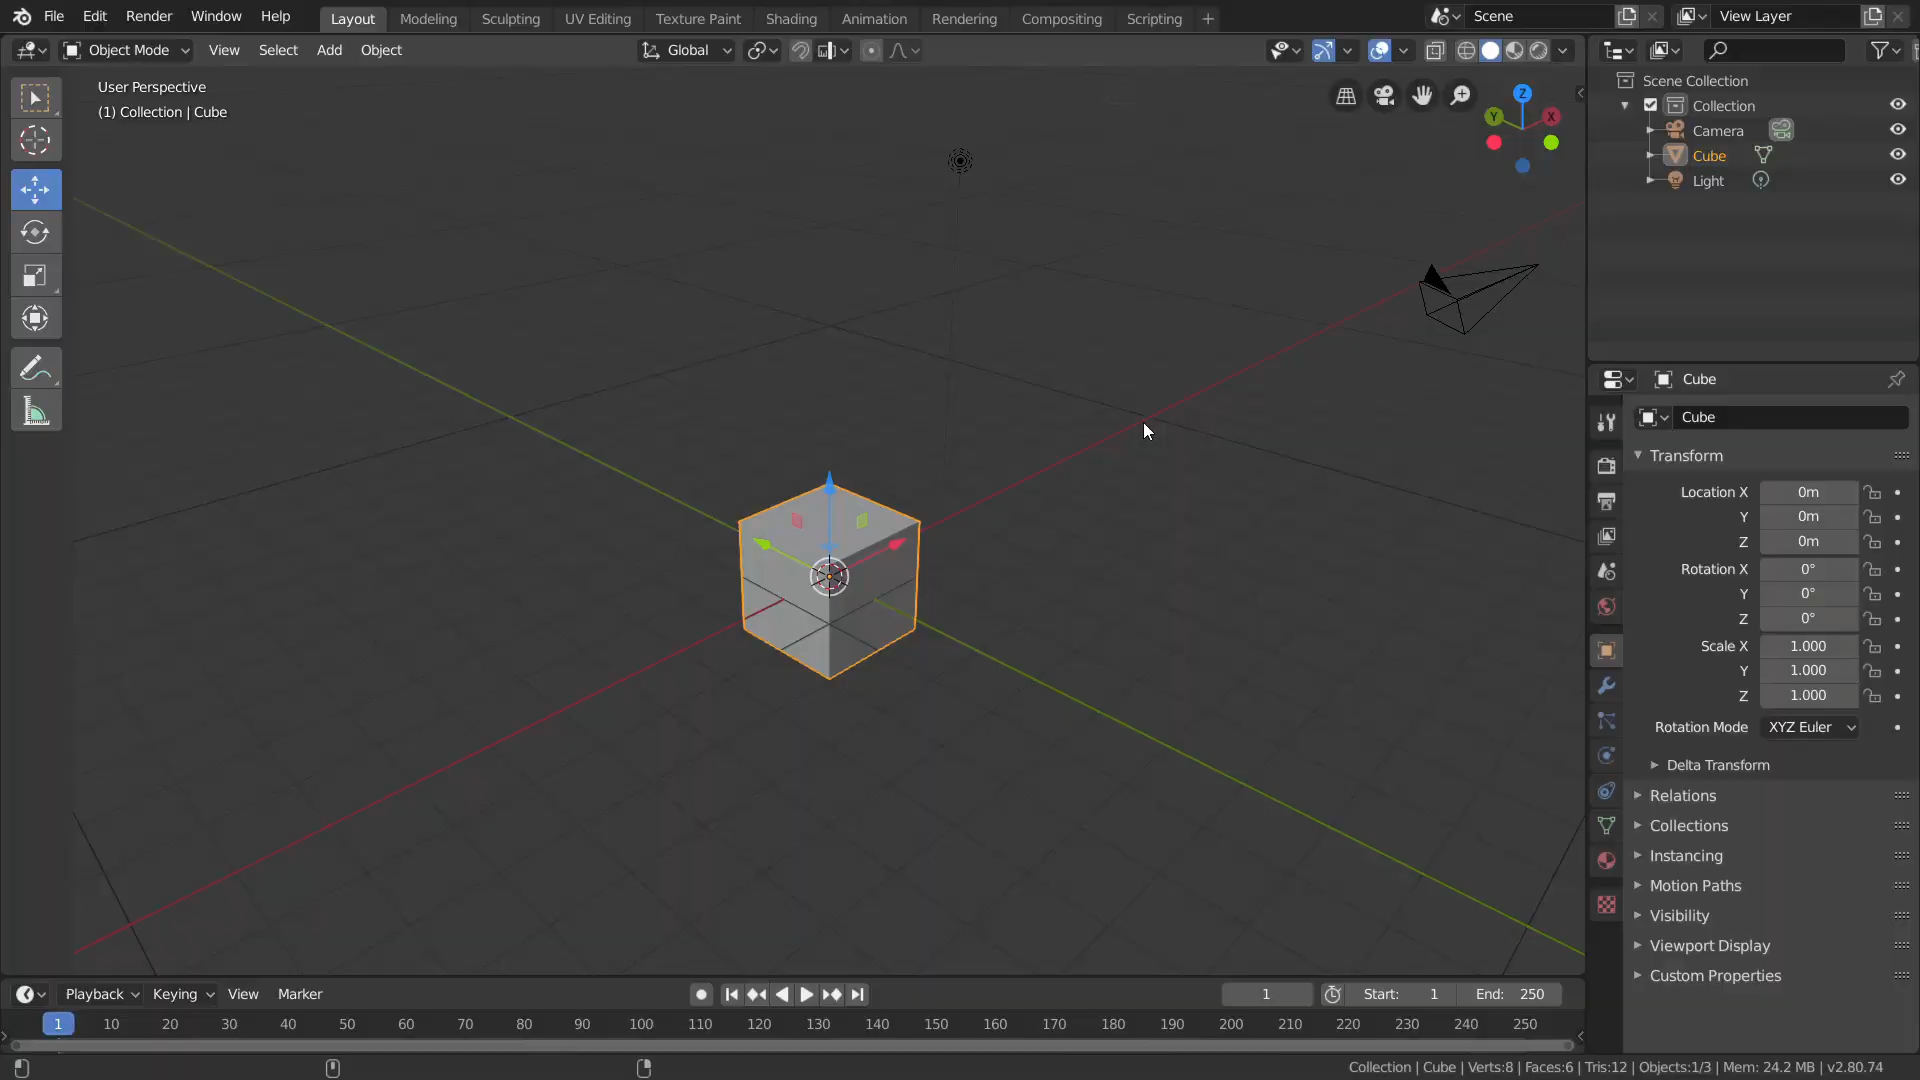 File Edit Render Window Help Layout Modeling Sculpting UV Editing Texture Paint Shading Animation Rendering Compositing Scripting + Scene View Layer
Object Mode View Select Add Object Global
User Perspective
(1) Collection | Cube
Z
Y
X
Scene Collection
Collection
Camera
Cube
Light
Cube
Cube
Transform
Location X 0m
Y 0m
Z 0m
Rotation X 0°
Y 0°
Z 0°
Scale X 1.000
Y 1.000
Z 1.000
Rotation Mode XYZ Euler
Delta Transform
Relations
Collections
Instancing
Motion Paths
Visibility
Viewport Display
Custom Properties
Playback Keying View Marker 1 Start: 1 End: 250
1 10 20 30 40 50 60 70 80 90 100 110 120 130 140 150 160 170 180 190 200 210 220 230 240 250
Collection | Cube | Verts:8 | Faces:6 | Tris:12 | Objects:1/3 | Mem: 24.2 MB | v2.80.74